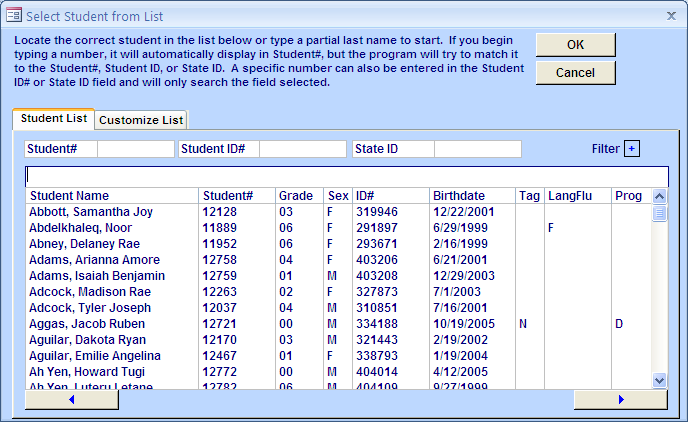 Select Student from List
Locate the correct student in the list below or type a partial last name to start. If you begin
typing a number, it will automatically display in Student#, but the program will try to match it
to the Student#, Student ID, or State ID. A specific number can also be entered in the Student
ID# or State ID field and will only search the field selected.
OK
Cancel
Student List Customize List
Student# Student ID# State ID Filter +
Student Name Student# Grade Sex ID# Birthdate Tag LangFlu Prog
Abbott, Samantha Joy 12128 03 F 319946 12/22/2001
Abdelkhaleq, Noor 11889 06 F 291897 6/29/1999 F
Abney, Delaney Rae 11952 06 F 293671 2/16/1999
Adams, Arianna Amore 12758 04 F 403206 6/21/2001
Adams, Isaiah Benjamin 12759 01 M 403208 12/29/2003
Adcock, Madison Rae 12263 02 F 327873 7/1/2003
Adcock, Tyler Joseph 12037 04 M 310851 7/16/2001
Aggas, Jacob Ruben 12721 00 M 334188 10/19/2005 N D
Aguilar, Dakota Ryan 12170 03 M 321443 2/19/2002
Aguilar, Emilie Angelina 12467 01 F 338793 1/19/2004
Ah Yen, Howard Tugi 12772 00 M 404014 4/12/2005
Ah Yen, Luteru Letane 12782 06 M 404109 9/27/1999